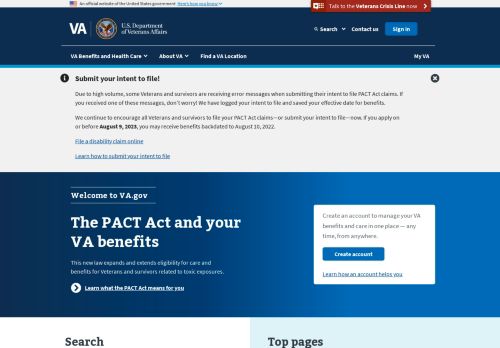 An official website of the United States government Here's how you know
Talk to the Veterans Crisis Line now
VA
U.S. Department
of Veterans Affairs
Search
Contact us
Sign in
VA Benefits and Health Care
About VA
Find a VA Location
My VA
Submit your intent to file!
Due to high volume, some Veterans and survivors are receiving error messages when submitting their intent to file PACT Act claims. If
you received one of these messages, don't worry! We have logged your intent to file and saved your effective date for benefits.
We continue to encourage all Veterans and survivors to file your PACT Act claims—or submit your intent to file—now. If you apply on
or before August 9, 2023, you may receive benefits backdated to August 10, 2022.
File a disability claim online
Learn how to submit your intent to file
Welcome to VA.gov
The PACT Act and your
VA benefits
This new law expands and extends eligibility for care and
benefits for Veterans and survivors related to toxic exposures.
Learn what the PACT Act means for you
Create an account to manage your VA
benefits and care in one place — any
time, from anywhere.
Create account
Learn how an account helps you
Search
Top pages